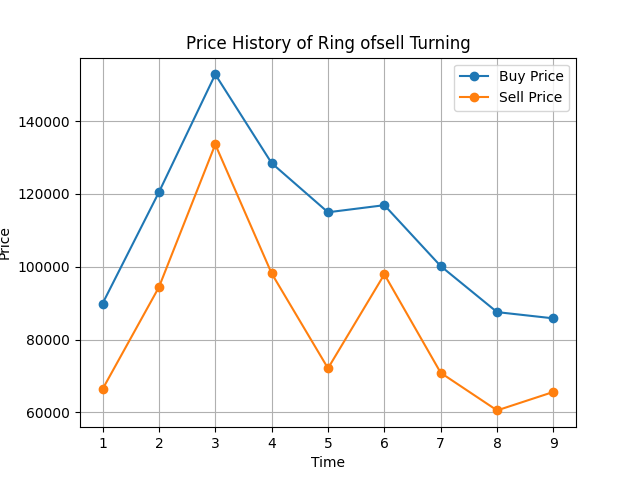 Price History of Ring ofsell Turning
Buy Price
Sell Price
140000
120000
100000
80000
60000
Price
1 2 3 4 5 6 7 8 9
Time